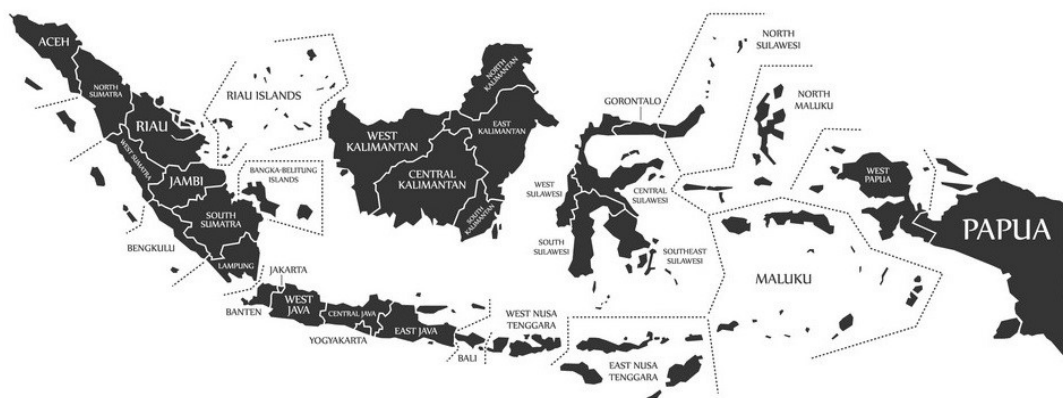 ACEH
NORTH
SUMATRA
RIAU
RIAU ISLANDS
WEST SUMATRA
JAMBI
BANGKA-BELITUNG
ISLANDS
SOUTH
SUMATRA
BENGKULU
LAMPUNG
JAKARTA
BANTEN
WEST
JAVA
CENTRAL JAVA
YOGYAKARTA
EAST JAVA
BALI
WEST NUSA
TENGGARA
EAST NUSA
TENGGARA
WEST
KALIMANTAN
CENTRAL
KALIMANTAN
SOUTH
KALIMANTAN
EAST
KALIMANTAN
NORTH
KALIMANTAN
GORONTALO
NORTH
SULAWESI
WEST
SULAWESI
CENTRAL
SULAWESI
SOUTH
SULAWESI
SOUTHEAST
SULAWESI
NORTH
MALUKU
MALUKU
WEST
PAPUA
PAPUA